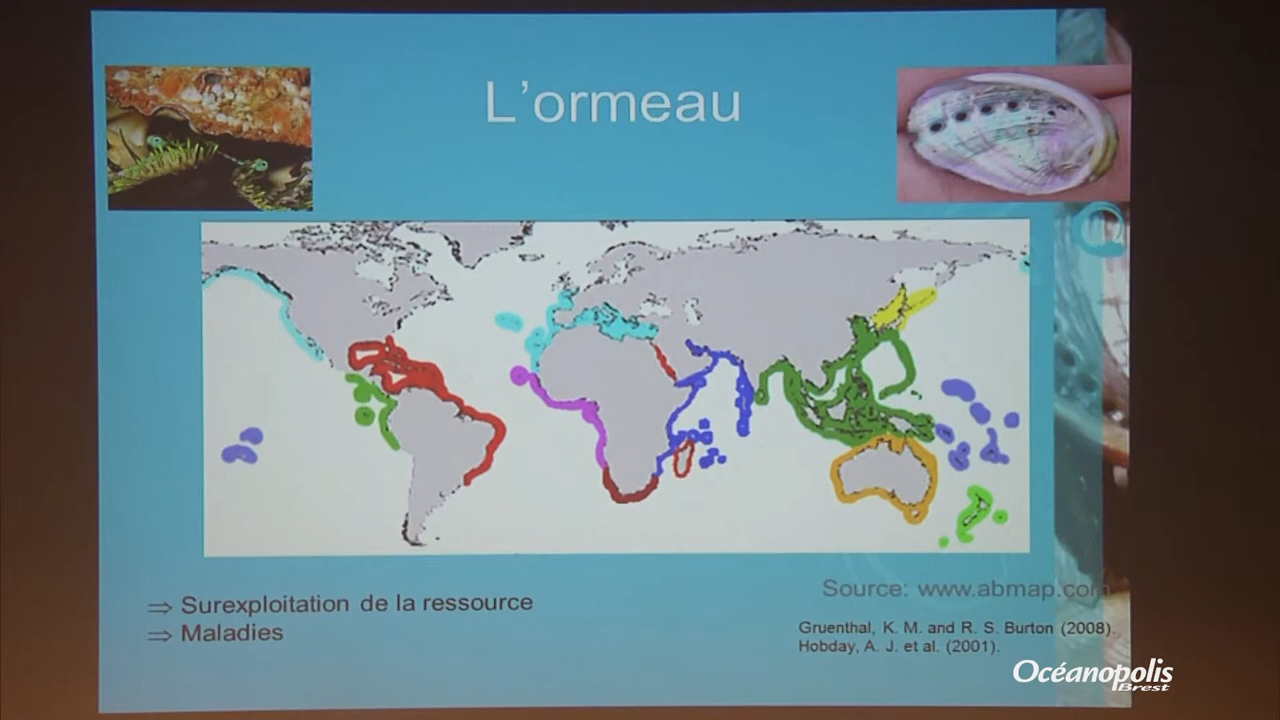 L'ormeau
⇒ Surexploitation de la ressource
⇒ Maladies
Source: www.abmap.com
Gruenthal, K. M. and R. S. Burton (2008).
Hobday, A. J. et al. (2001).
Océanopolis
Brest